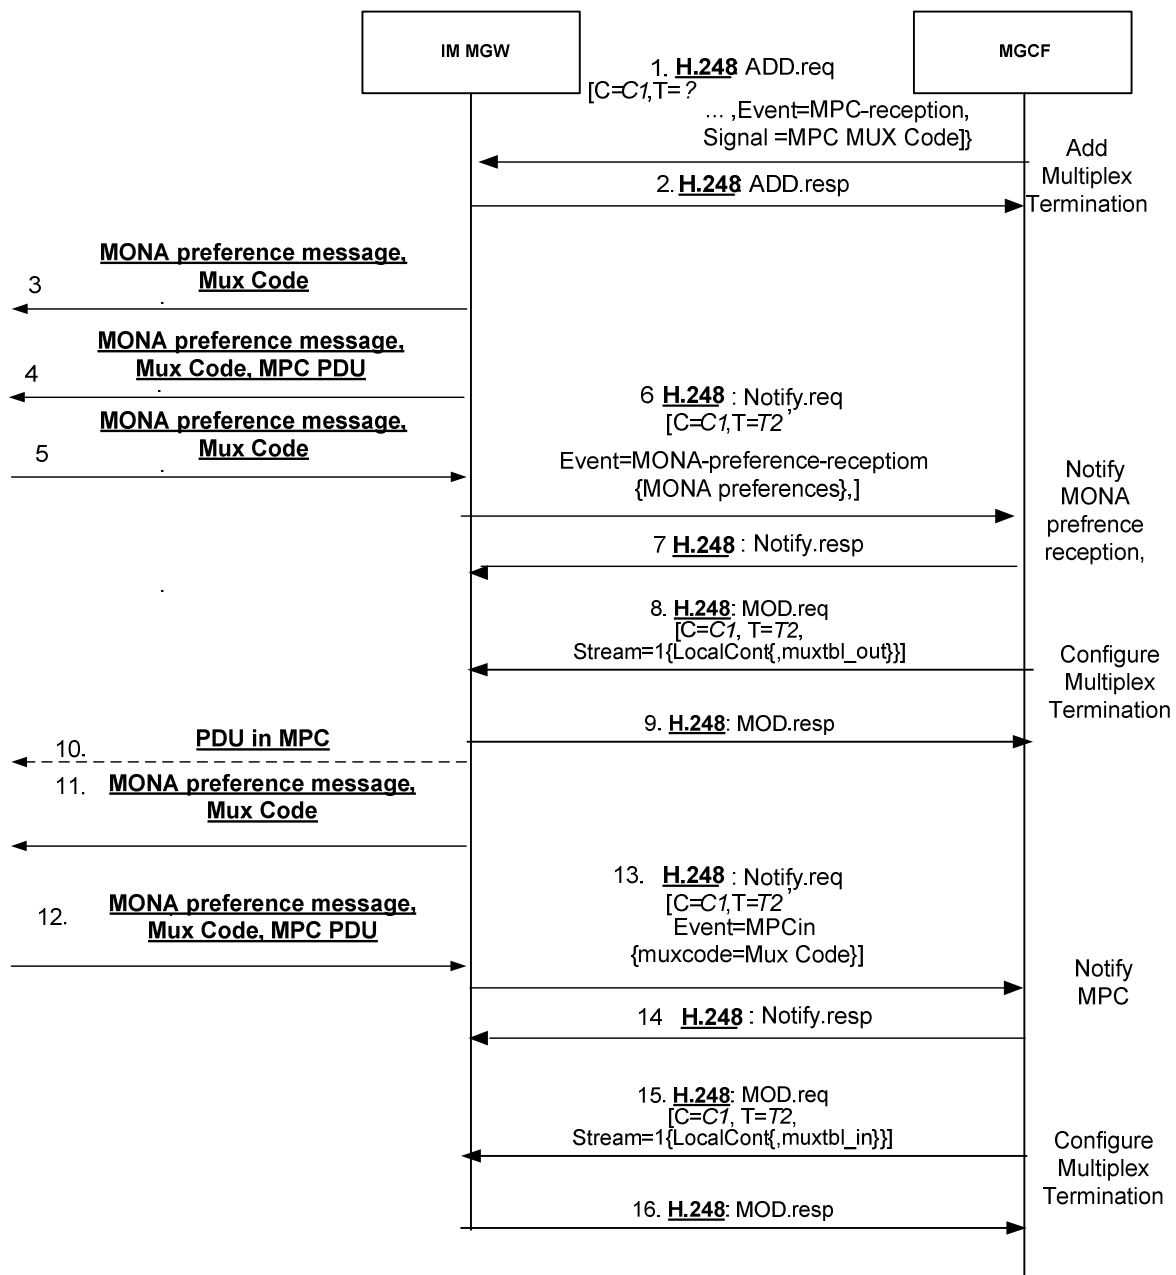 IM MGW
MGCF
1. H.248: ADD.req
[C=C1,T=?
... ,Event=MPC-reception,
Signal =MPC MUX Code]}
Add
Multiplex
Termination
2. H.248: ADD.resp
MONA preference message,
Mux Code
3
MONA preference message,
Mux Code, MPC PDU
4
MONA preference message,
Mux Code
5
6 H.248 : Notify.req
[C=C1,T=T2,
Event=MONA-preference-receptiom
{MONA preferences},]
Notify
MONA
prefrence
reception,
7 H.248 : Notify.resp
8. H.248: MOD.req
[C=C1, T=T2,
Stream=1{LocalCont{,muxtbl_out}}]
Configure
Multiplex
Termination
9. H.248: MOD.resp
10. PDU in MPC
11. MONA preference message,
Mux Code
12. MONA preference message,
Mux Code, MPC PDU
13. H.248 : Notify.req
[C=C1,T=T2,
Event=MPCin
{muxcode=Mux Code}]
Notify
MPC
14 H.248 : Notify.resp
15. H.248: MOD.req
[C=C1, T=T2,
Stream=1{LocalCont{,muxtbl_in}}]
Configure
Multiplex
Termination
16. H.248: MOD.resp